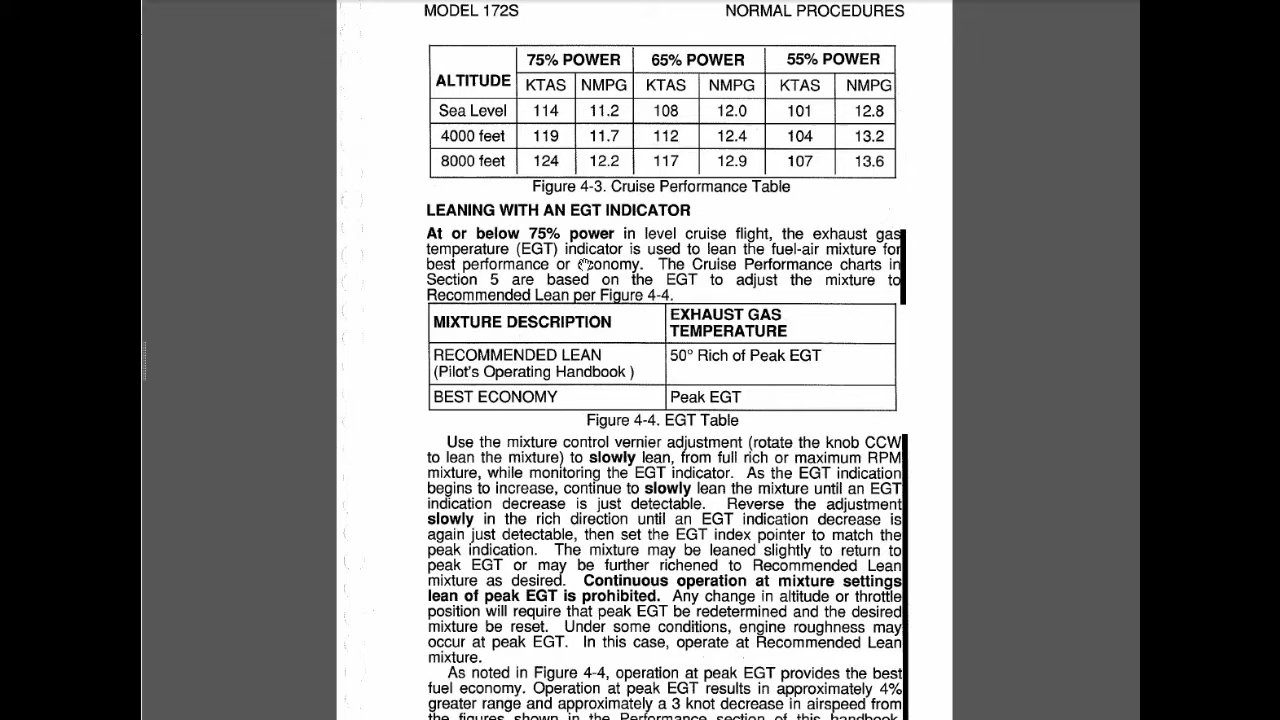 MODEL 172S NORMAL PROCEDURES
ALTITUDE 75% POWER 65% POWER 55% POWER
KTAS NMPG KTAS NMPG KTAS NMPG
Sea Level 114 11.2 108 12.0 101 12.8
4000 feet 119 11.7 112 12.4 104 13.2
8000 feet 124 12.2 117 12.9 107 13.6
Figure 4-3. Cruise Performance Table
LEANING WITH AN EGT INDICATOR
At or below 75% power in level cruise flight, the exhaust gas
temperature (EGT) indicator is used to lean the fuel-air mixture for
best performance or economy. The Cruise Performance charts in
Section 5 are based on the EGT to adjust the mixture to
Recommended Lean per Figure 4-4.
MIXTURE DESCRIPTION EXHAUST GAS
TEMPERATURE
RECOMMENDED LEAN 50° Rich of Peak EGT
(Pilot's Operating Handbook )
BEST ECONOMY Peak EGT
Figure 4-4. EGT Table
Use the mixture control vernier adjustment (rotate the knob CCW
to lean the mixture) to slowly lean, from full rich or maximum RPM
mixture, while monitoring the EGT indicator. As the EGT indication
begins to increase, continue to slowly lean the mixture until an EGT
indication decrease is just detectable. Reverse the adjustment
slowly in the rich direction until an EGT indication decrease is
again just detectable, then set the EGT index pointer to match the
peak indication. The mixture may be leaned slightly to return to
peak EGT or may be further richened to Recommended Lean
mixture as desired. Continuous operation at mixture settings
lean of peak EGT is prohibited. Any change in altitude or throttle
position will require that peak EGT be redetermined and the desired
mixture be reset. Under some conditions, engine roughness may
occur at peak EGT. In this case, operate at Recommended Lean
mixture.
As noted in Figure 4-4, operation at peak EGT provides the best
fuel economy. Operation at peak EGT results in approximately 4%
greater range and approximately a 3 knot decrease in airspeed from
the figures shown in the Performance section of this handbook.